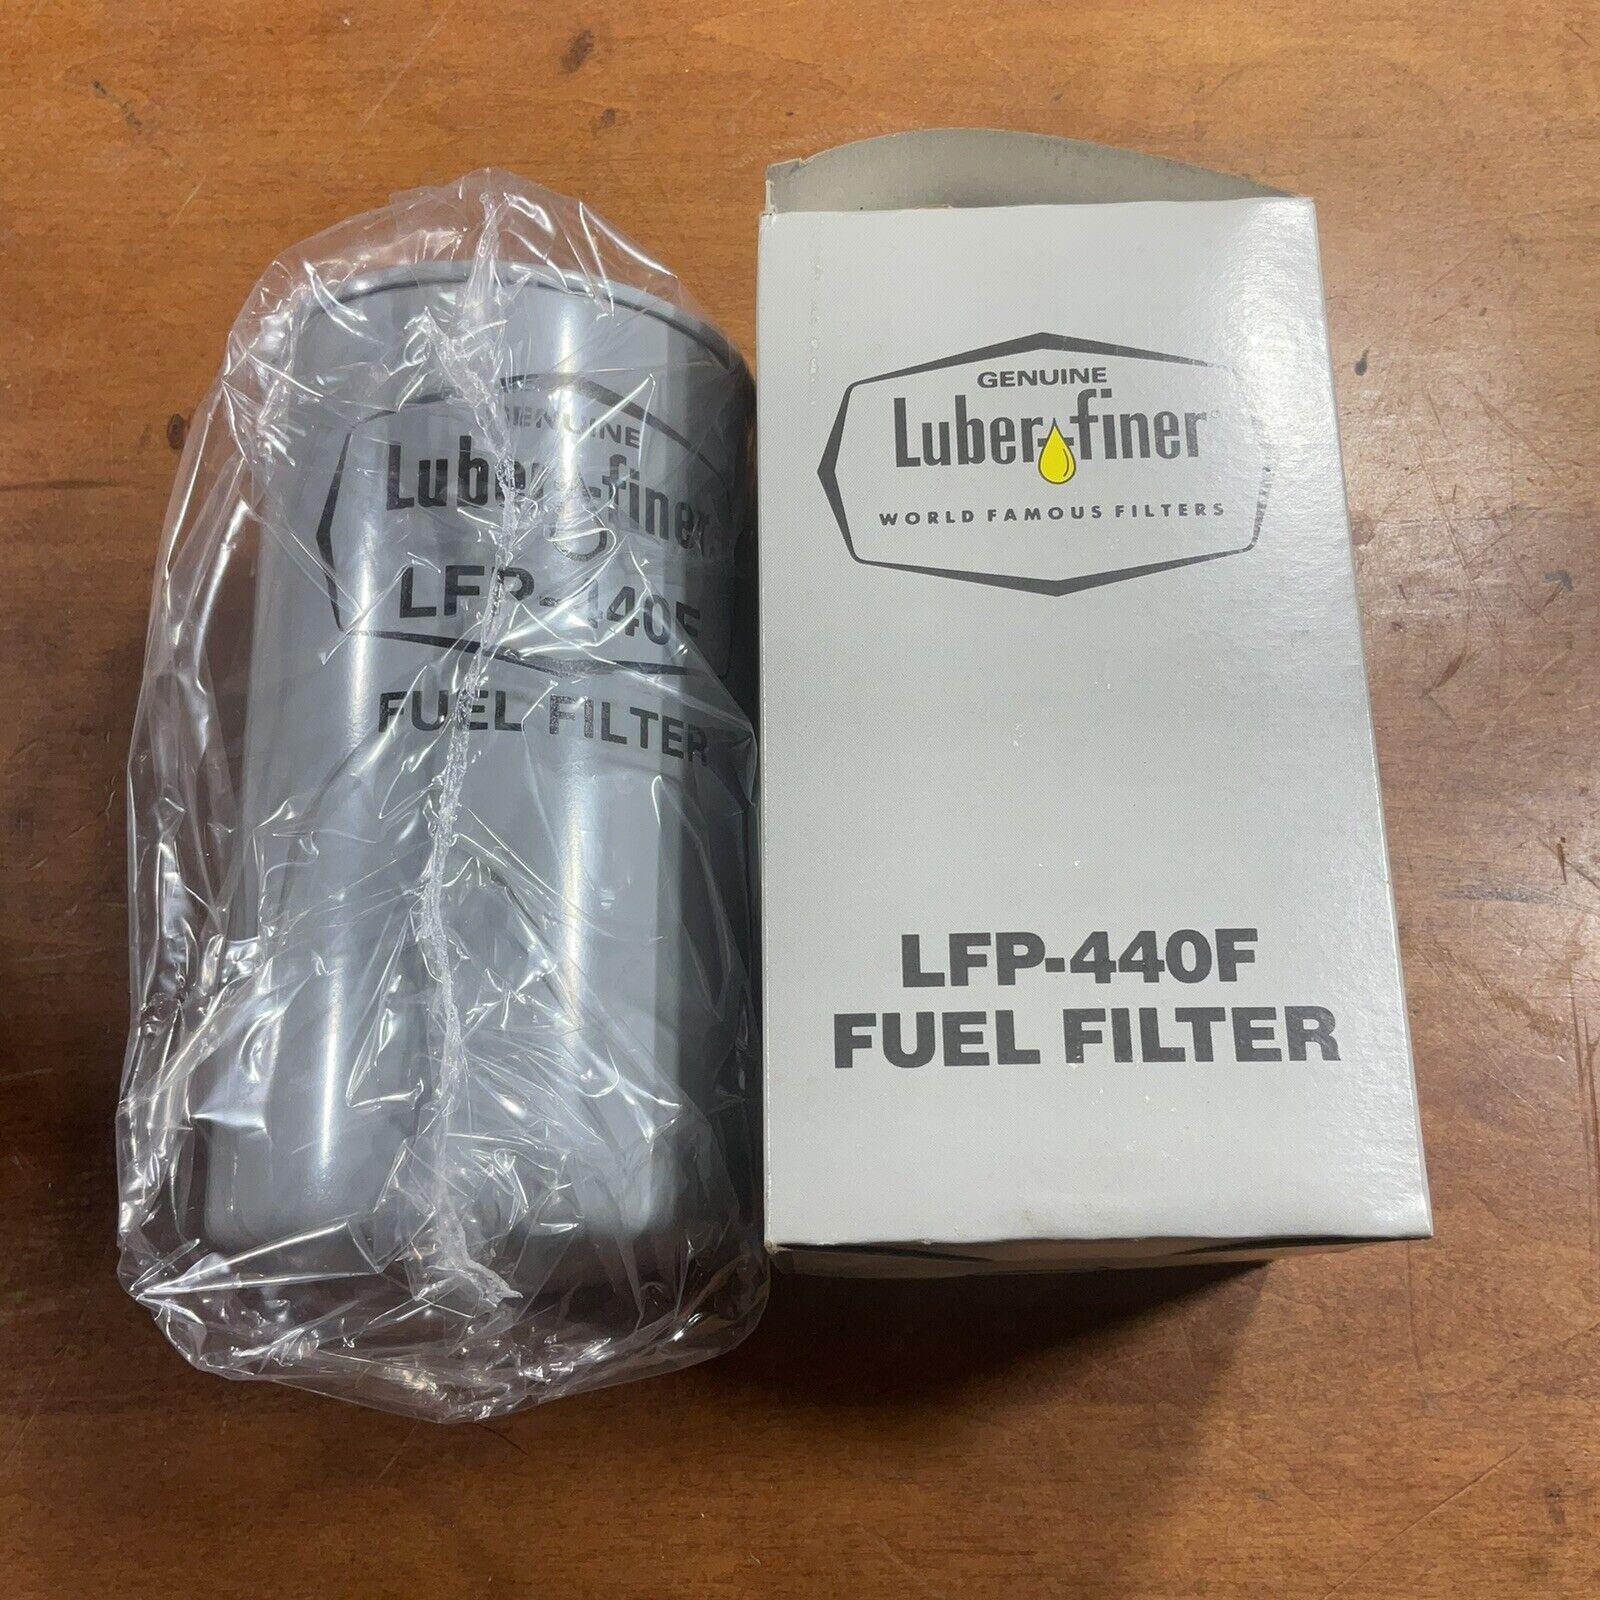 GENUINE
Luber-finer
LFP-440F
FUEL FILTER
GENUINE
Luber-finer®
WORLD FAMOUS FILTERS
LFP-440F
FUEL FILTER